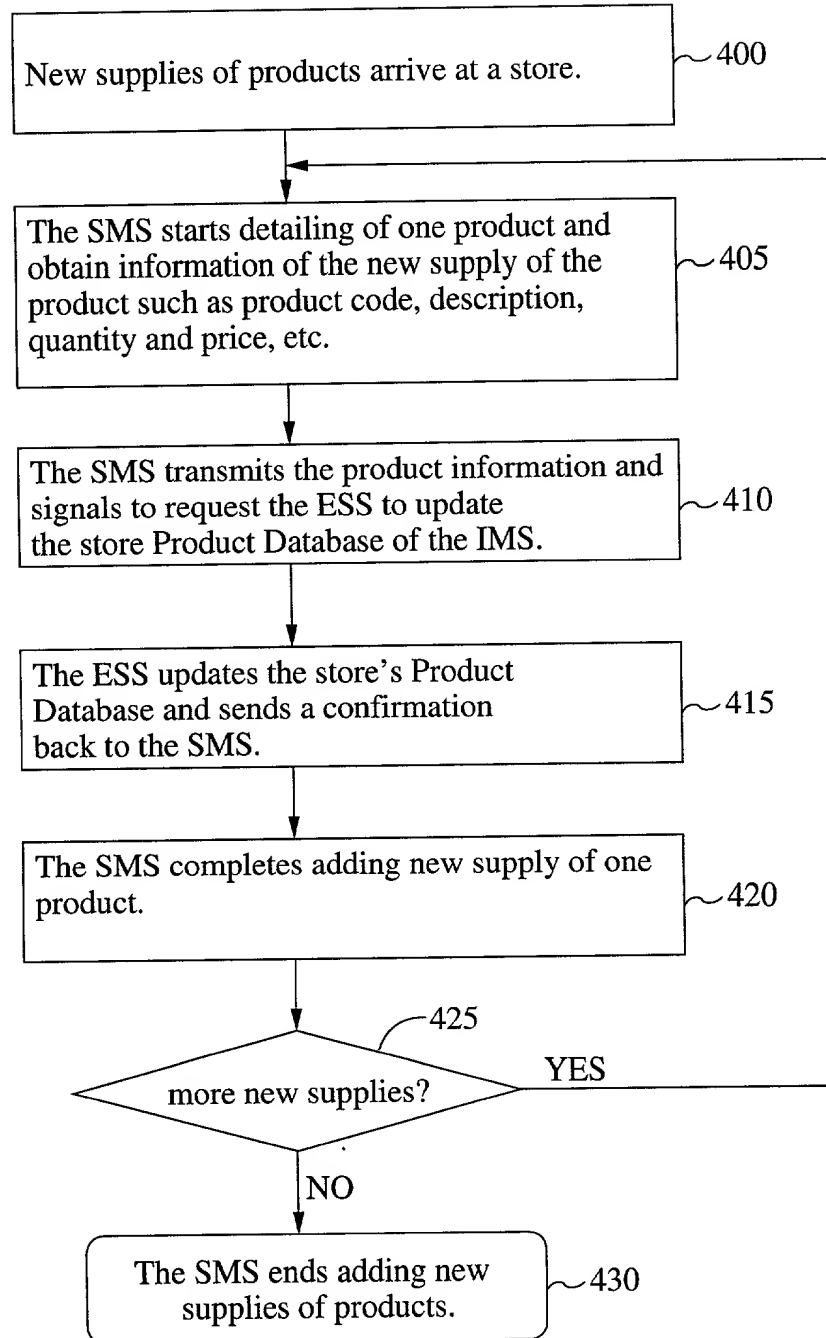 New supplies of products arrive at a store.
400
The SMS starts detailing of one product and
obtain information of the new supply of the
product such as product code, description,
quantity and price, etc.
405
The SMS transmits the product information and
signals to request the ESS to update
the store Product Database of the IMS.
410
The ESS updates the store's Product
Database and sends a confirmation
back to the SMS.
415
The SMS completes adding new supply of one
product.
420
425
more new supplies?
YES
NO
The SMS ends adding new
supplies of products.
430